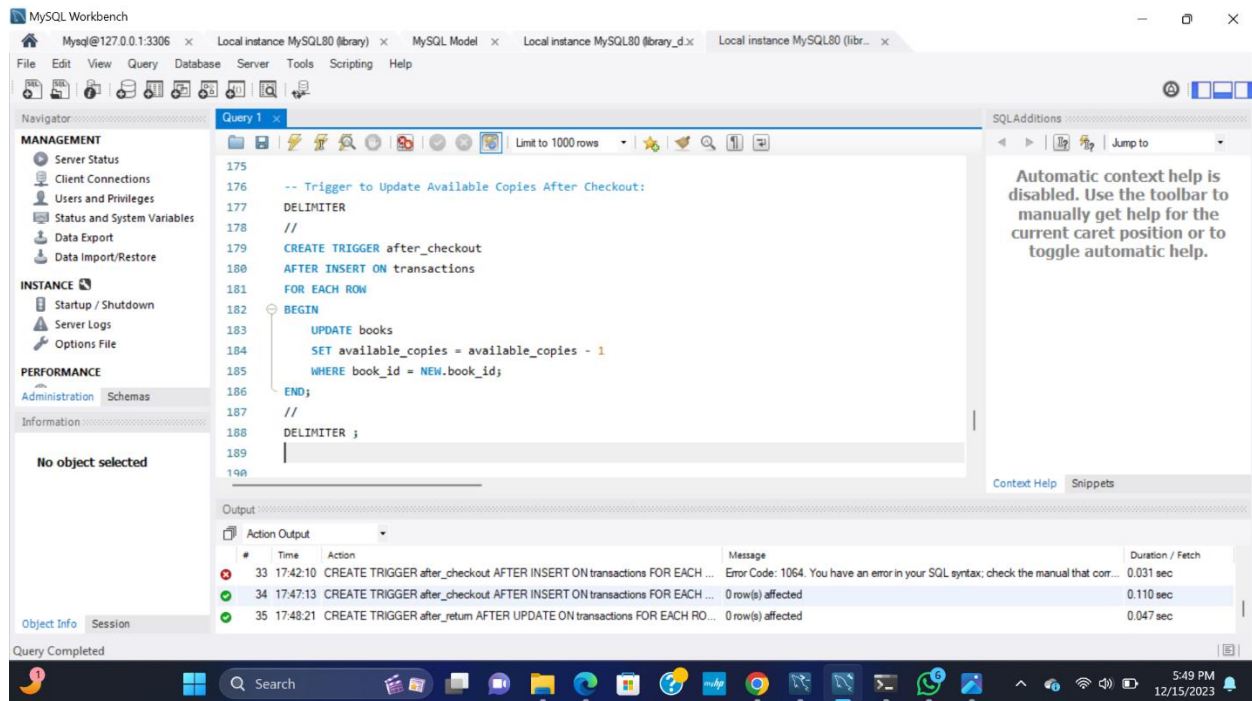 MySQL Workbench
Mysql@127.0.0.1:3306 × Local instance MySQL80 (library) × MySQL Model × Local instance MySQL80 (library_d... × Local instance MySQL80 (libr... ×
File Edit View Query Database Server Tools Scripting Help
Navigator
MANAGEMENT
Server Status
Client Connections
Users and Privileges
Status and System Variables
Data Export
Data Import/Restore
INSTANCE
Startup / Shutdown
Server Logs
Options File
PERFORMANCE
Administration Schemas
Information
No object selected
Object Info Session
Query 1 ×
Limit to 1000 rows
175
176 -- Trigger to Update Available Copies After Checkout:
177 DELIMITER
178 //
179 CREATE TRIGGER after_checkout
180 AFTER INSERT ON transactions
181 FOR EACH ROW
182 BEGIN
183 UPDATE books
184 SET available_copies = available_copies - 1
185 WHERE book_id = NEW.book_id;
186 END;
187 //
188 DELIMITER ;
189
190
SQLAdditions
Jump to
Automatic context help is
disabled. Use the toolbar to
manually get help for the
current caret position or to
toggle automatic help.
Context Help Snippets
Output
Action Output
# Time Action Message Duration / Fetch
33 17:42:10 CREATE TRIGGER after_checkout AFTER INSERT ON transactions FOR EACH ... Error Code: 1064. You have an error in your SQL syntax; check the manual that corr... 0.031 sec
34 17:47:13 CREATE TRIGGER after_checkout AFTER INSERT ON transactions FOR EACH ... 0 row(s) affected 0.110 sec
35 17:48:21 CREATE TRIGGER after_return AFTER UPDATE ON transactions FOR EACH RO... 0 row(s) affected 0.047 sec
Query Completed
1
Search
mhp
6
5:49 PM
12/15/2023